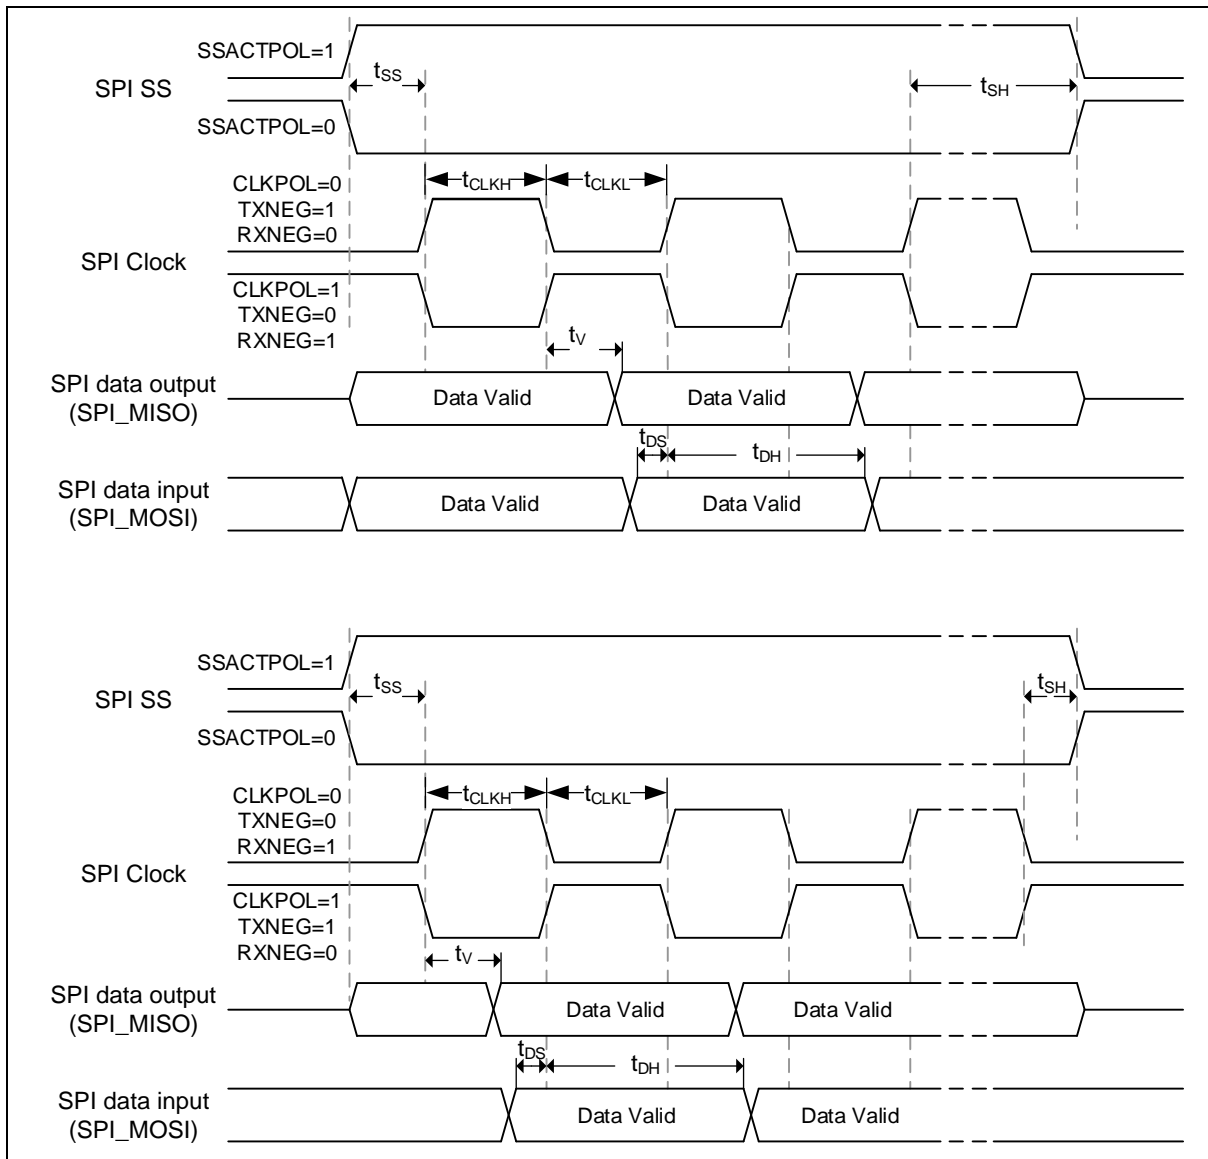 SSACTPOL=1
SPI SS
tSS
tSH
SSACTPOL=0
CLKPOL=0
TXNEG=1
RXNEG=0
tCLKH
tCLKL
SPI Clock
CLKPOL=1
TXNEG=0
RXNEG=1
tV
SPI data output
(SPI_MISO)
Data Valid
Data Valid
tDS
tDH
SPI data input
(SPI_MOSI)
Data Valid
Data Valid
SSACTPOL=1
SPI SS
tSS
tSH
SSACTPOL=0
CLKPOL=0
TXNEG=0
RXNEG=1
tCLKH
tCLKL
SPI Clock
CLKPOL=1
TXNEG=1
RXNEG=0
tV
SPI data output
(SPI_MISO)
Data Valid
Data Valid
tDS
tDH
SPI data input
(SPI_MOSI)
Data Valid
Data Valid